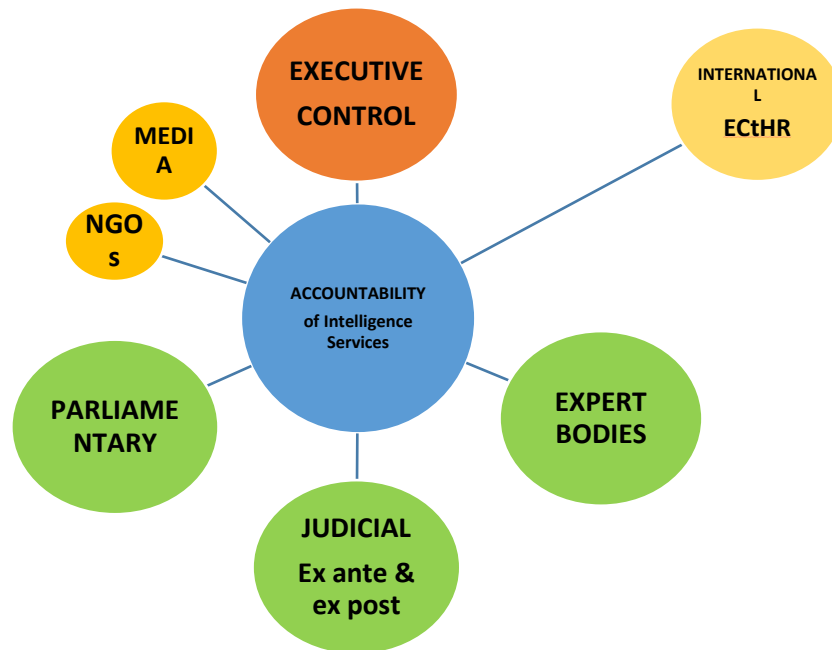 EXECUTIVE
CONTROL
INTERNATIONA
L
ECtHR
MEDI
A
NGO
s
ACCOUNTABILITY
of Intelligence
Services
PARLIAME
NTARY
EXPERT
BODIES
JUDICIAL
Ex ante &
ex post